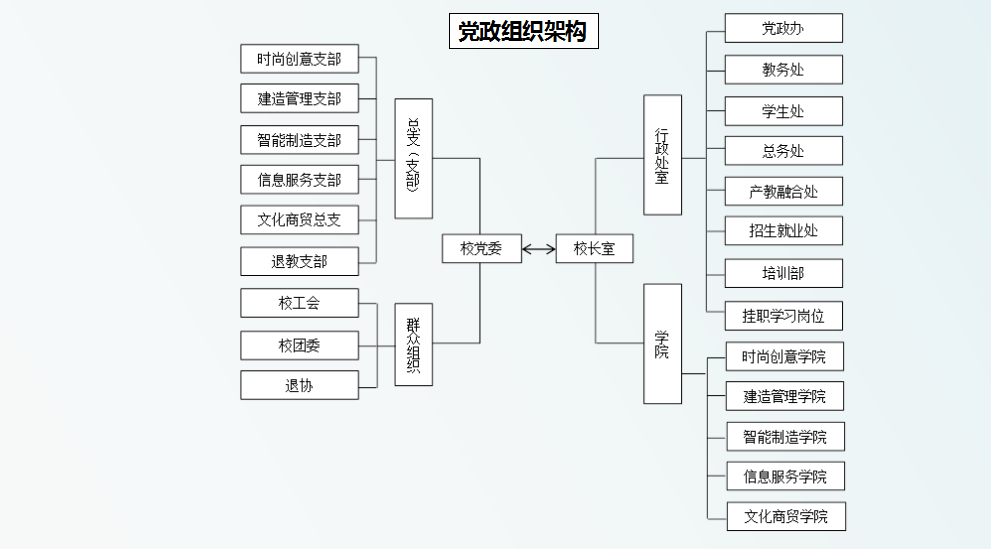 党政组织架构
时尚创意支部
建造管理支部
智能制造支部
信息服务支部
文化商贸总支
退教支部
校工会
校团委
退协
总支（支部）
群众组织
校党委
校长室
行政处室
学院
党政办
教务处
学生处
总务处
产教融合处
招生就业处
培训部
挂职学习岗位
时尚创意学院
建造管理学院
智能制造学院
信息服务学院
文化商贸学院